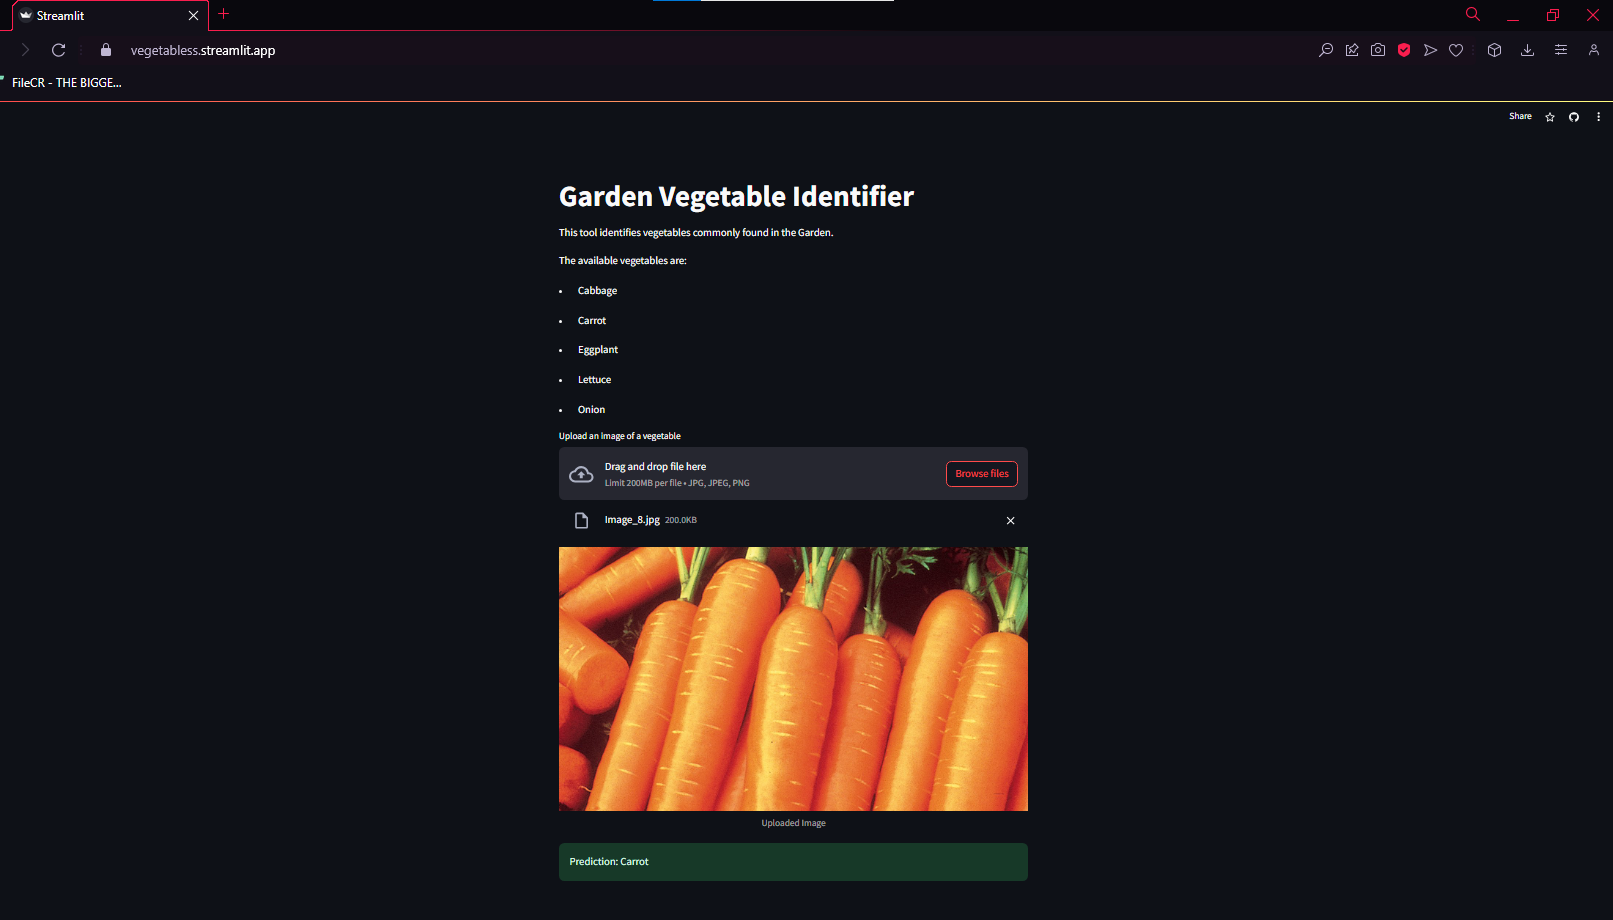 Streamlit
vegetabless.streamlit.app
FileCR - THE BIGGE...
Share
Garden Vegetable Identifier
This tool identifies vegetables commonly found in the Garden.
The available vegetables are:
• Cabbage
• Carrot
• Eggplant
• Lettuce
• Onion
Upload an image of a vegetable
Drag and drop file here
Limit 200MB per file • JPG, JPEG, PNG
Browse files
Image_8.jpg 200.0KB
Uploaded Image
Prediction: Carrot